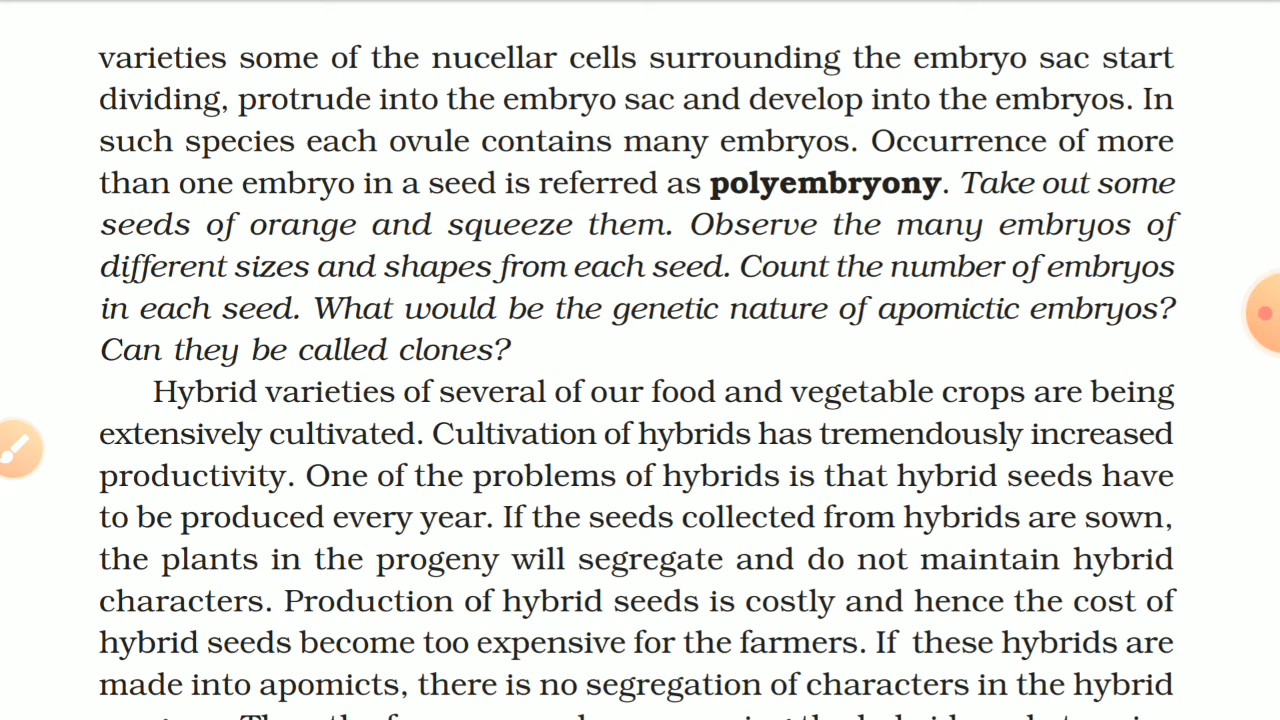 varieties some of the nucellar cells surrounding the embryo sac start
dividing, protrude into the embryo sac and develop into the embryos. In
such species each ovule contains many embryos. Occurrence of more
than one embryo in a seed is referred as polyembryony. Take out some
seeds of orange and squeeze them. Observe the many embryos of
different sizes and shapes from each seed. Count the number of embryos
in each seed. What would be the genetic nature of apomictic embryos?
Can they be called clones?
Hybrid varieties of several of our food and vegetable crops are being
extensively cultivated. Cultivation of hybrids has tremendously increased
productivity. One of the problems of hybrids is that hybrid seeds have
to be produced every year. If the seeds collected from hybrids are sown,
the plants in the progeny will segregate and do not maintain hybrid
characters. Production of hybrid seeds is costly and hence the cost of
hybrid seeds become too expensive for the farmers. If these hybrids are
made into apomicts, there is no segregation of characters in the hybrid